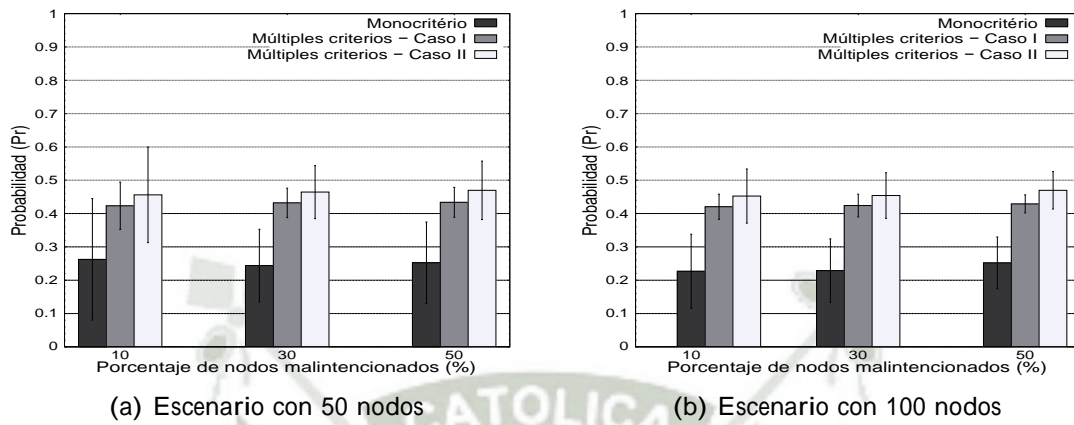 1
0.9
0.8
0.7
0.6
0.5
0.4
0.3
0.2
0.1
0
Probabilidad (Pr)
Monocritério
Múltiples criterios − Caso I
Múltiples criterios − Caso II
10
30
50
Porcentaje de nodos malintencionados (%)
(a) Escenario con 50 nodos
1
0.9
0.8
0.7
0.6
0.5
0.4
0.3
0.2
0.1
0
Probabilidad (Pr)
Monocritério
Múltiples criterios − Caso I
Múltiples criterios − Caso II
10
30
50
Porcentaje de nodos malintencionados (%)
(b) Escenario con 100 nodos
CATOLICA